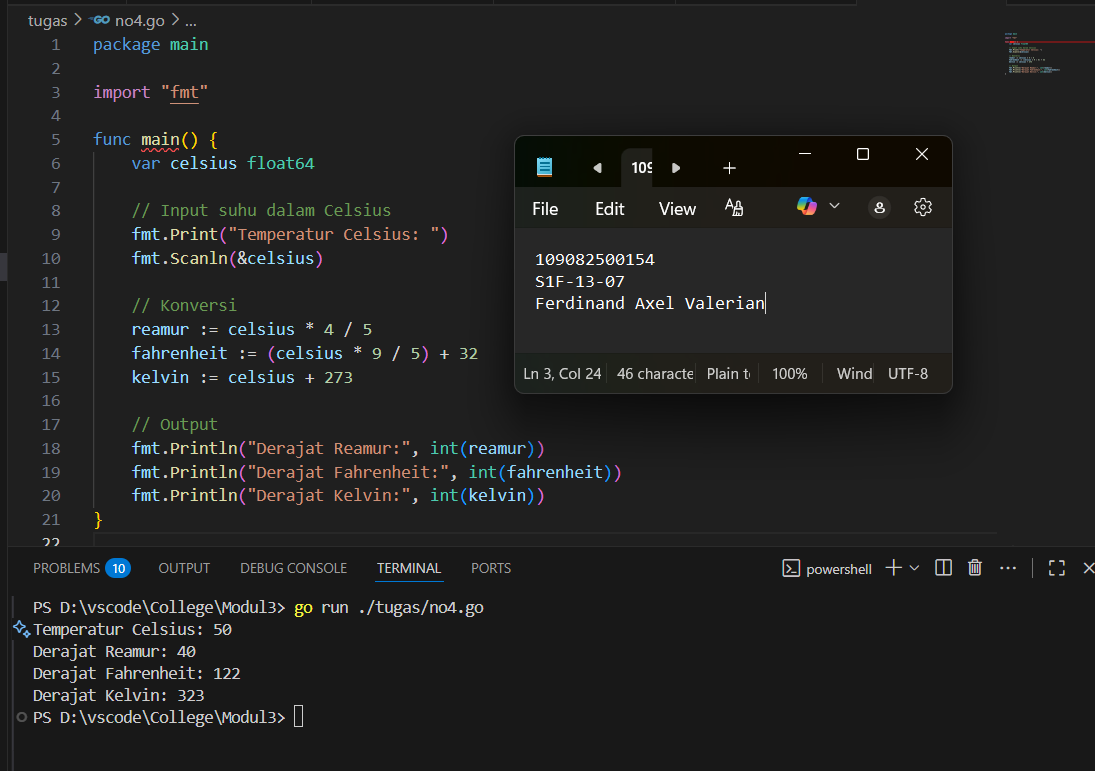 tugas > GO no4.go > ...
1 package main
2
3 import "fmt"
4
5 func main() {
6 var celsius float64
7
8 // Input suhu dalam Celsius
9 fmt.Print("Temperatur Celsius: ")
10 fmt.Scanln(&celsius)
11
12 // Konversi
13 reamur := celsius * 4 / 5
14 fahrenheit := (celsius * 9 / 5) + 32
15 kelvin := celsius + 273
16
17 // Output
18 fmt.Println("Derajat Reamur:", int(reamur))
19 fmt.Println("Derajat Fahrenheit:", int(fahrenheit))
20 fmt.Println("Derajat Kelvin:", int(kelvin))
21 }
22
109
File Edit View
109082500154
S1F-13-07
Ferdinand Axel Valerian
Ln 3, Col 24 46 characte Plain t 100% Wind UTF-8
PROBLEMS 10 OUTPUT DEBUG CONSOLE TERMINAL PORTS powershell
PS D:\vscode\College\Modul3> go run ./tugas/no4.go
Temperatur Celsius: 50
Derajat Reamur: 40
Derajat Fahrenheit: 122
Derajat Kelvin: 323
PS D:\vscode\College\Modul3>